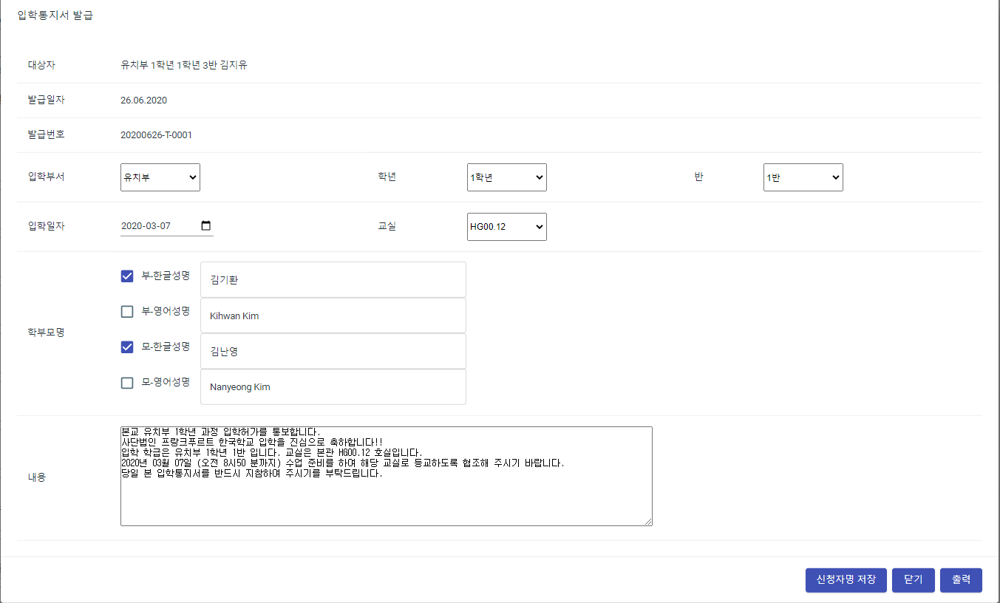 입학통지서 발급
대상자 유치부 1학년 1학년 3반 김지유
발급일자 26.06.2020
발급번호 20200626-T-0001
입학부서 유치부 학년 1학년 반 1반
입학일자 2020-03-07 교실 HG00.12
학부모명
부-한글성명 김기환
부-영어성명 Kihwan Kim
모-한글성명 김난영
모-영어성명 Nanyeong Kim
내용
본교 유치부 1학년 과정 입학허가를 통보합니다.
사단법인 프랑크푸르트 한국학교 입학을 진심으로 축하합니다!!
입학 학급은 유치부 1학년 1반 입니다. 교실은 본관 HG00.12 호실입니다.
2020년 03월 07일 (오전 8시50 분까지) 수업 준비를 하여 해당 교실로 등교하도록 협조해 주시기 바랍니다.
당일 본 입학통지서를 반드시 지참하여 주시기를 부탁드립니다.
신청자명 저장 닫기 출력